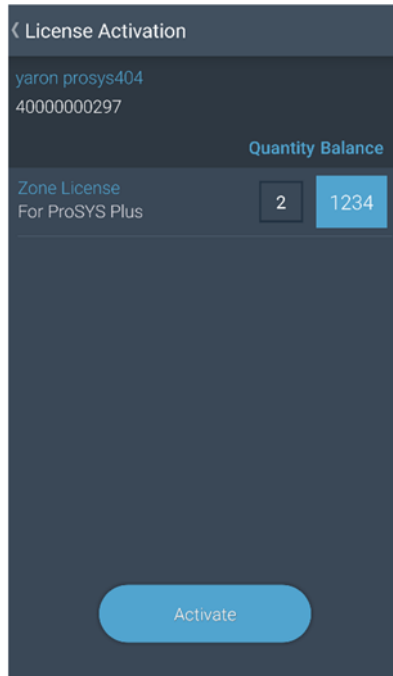 ‹ License Activation
yaron prosys404
40000000297
Quantity Balance
Zone License
For ProSYS Plus
2 1234
Activate